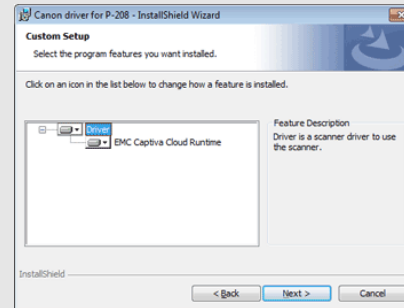 Canon driver for P-208 - InstallShield Wizard
Custom Setup
Select the program features you want installed.
Click on an icon in the list below to change how a feature is installed.
Driver
EMC Captiva Cloud Runtime
Feature Description
Driver is a scanner driver to use
the scanner.
InstallShield
< Back
Next >
Cancel